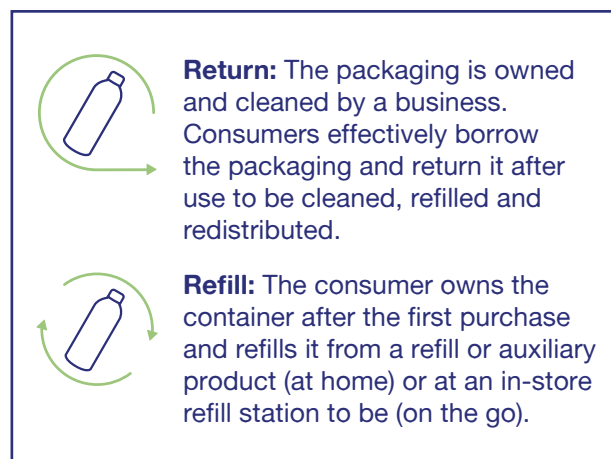 Return: The packaging is owned
and cleaned by a business.
Consumers effectively borrow
the packaging and return it after
use to be cleaned, refilled and
redistributed.
Refill: The consumer owns the
container after the first purchase
and refills it from a refill or auxiliary
product (at home) or at an in-store
refill station to be (on the go).